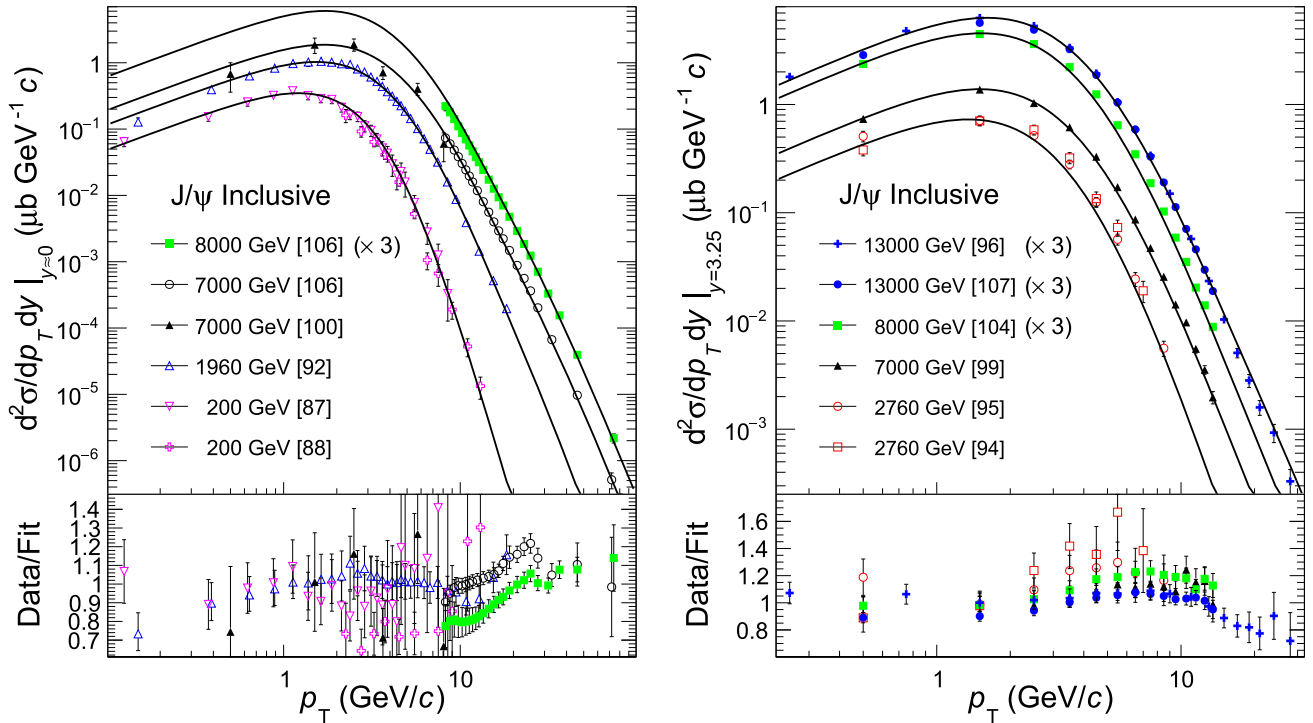 d²σ/dp_T dy |_{y≈0} (μb GeV⁻¹ c)
1
10⁻¹
10⁻²
10⁻³
10⁻⁴
10⁻⁵
10⁻⁶
J/ψ Inclusive
8000 GeV [106] (× 3)
7000 GeV [106]
7000 GeV [100]
1960 GeV [92]
200 GeV [87]
200 GeV [88]
Data/Fit
1.4
1.3
1.2
1.1
1.0
0.9
0.8
0.7
1 10
p_T (GeV/c)
d²σ/dp_T dy |_{y=3.25} (μb GeV⁻¹ c)
1
10⁻¹
10⁻²
10⁻³
J/ψ Inclusive
13000 GeV [96] (× 3)
13000 GeV [107] (× 3)
8000 GeV [104] (× 3)
7000 GeV [99]
2760 GeV [95]
2760 GeV [94]
Data/Fit
1.6
1.4
1.2
1
0.8
1 10
p_T (GeV/c)